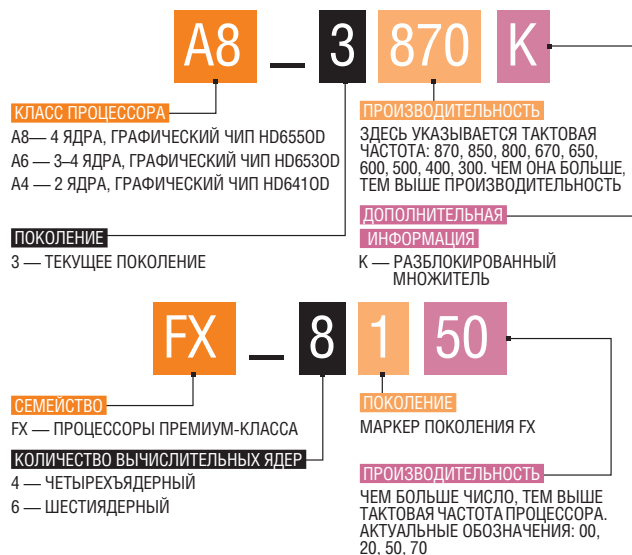 A8 — 3 870 K
КЛАСС ПРОЦЕССОРА
A8— 4 ЯДРА, ГРАФИЧЕСКИЙ ЧИП HD6550D
A6 — 3–4 ЯДРА, ГРАФИЧЕСКИЙ ЧИП HD6530D
A4 — 2 ЯДРА, ГРАФИЧЕСКИЙ ЧИП HD6410D
ПОКОЛЕНИЕ
3 — ТЕКУЩЕЕ ПОКОЛЕНИЕ
ПРОИЗВОДИТЕЛЬНОСТЬ
ЗДЕСЬ УКАЗЫВАЕТСЯ ТАКТОВАЯ
ЧАСТОТА: 870, 850, 800, 670, 650,
600, 500, 400, 300. ЧЕМ ОНА БОЛЬШЕ,
ТЕМ ВЫШЕ ПРОИЗВОДИТЕЛЬНОСТЬ
ДОПОЛНИТЕЛЬНАЯ
ИНФОРМАЦИЯ
K — РАЗБЛОКИРОВАННЫЙ
МНОЖИТЕЛЬ
FX — 8 1 50
СЕМЕЙСТВО
FX — ПРОЦЕССОРЫ ПРЕМИУМ-КЛАССА
КОЛИЧЕСТВО ВЫЧИСЛИТЕЛЬНЫХ ЯДЕР
4 — ЧЕТЫРЕХЪЯДЕРНЫЙ
6 — ШЕСТИЯДЕРНЫЙ
ПОКОЛЕНИЕ
МАРКЕР ПОКОЛЕНИЯ FX
ПРОИЗВОДИТЕЛЬНОСТЬ
ЧЕМ БОЛЬШЕ ЧИСЛО, ТЕМ ВЫШЕ
ТАКТОВАЯ ЧАСТОТА ПРОЦЕССОРА.
АКТУАЛЬНЫЕ ОБОЗНАЧЕНИЯ: 00,
20, 50, 70